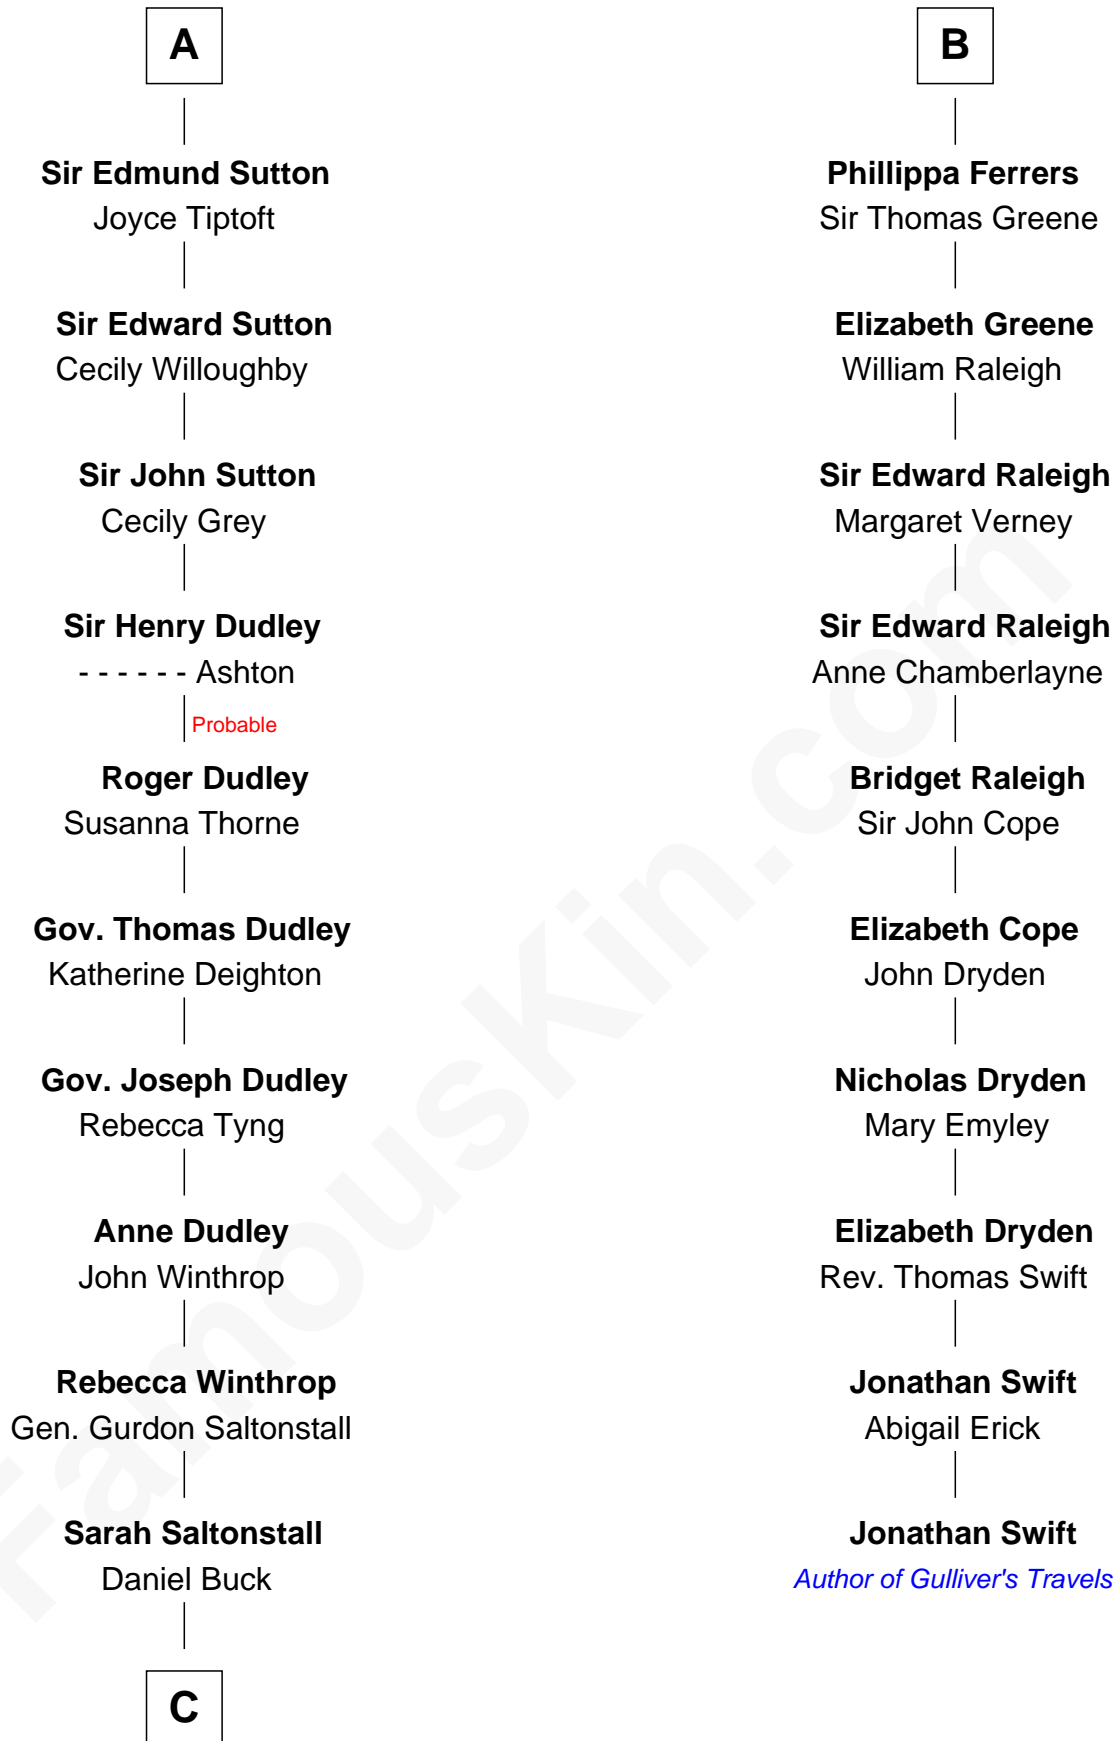 A
Sir Edmund Sutton
Joyce Tiptoft
Sir Edward Sutton
Cecily Willoughby
Sir John Sutton
Cecily Grey
Sir Henry Dudley
- - - - - - Ashton
Probable
Roger Dudley
Susanna Thorne
Gov. Thomas Dudley
Katherine Deighton
Gov. Joseph Dudley
Rebecca Tyng
Anne Dudley
John Winthrop
Rebecca Winthrop
Gen. Gurdon Saltonstall
Sarah Saltonstall
Daniel Buck
C
B
Phillippa Ferrers
Sir Thomas Greene
Elizabeth Greene
William Raleigh
Sir Edward Raleigh
Margaret Verney
Sir Edward Raleigh
Anne Chamberlayne
Bridget Raleigh
Sir John Cope
Elizabeth Cope
John Dryden
Nicholas Dryden
Mary Emyley
Elizabeth Dryden
Rev. Thomas Swift
Jonathan Swift
Abigail Erick
Jonathan Swift
Author of Gulliver's Travels
FamousKin.com